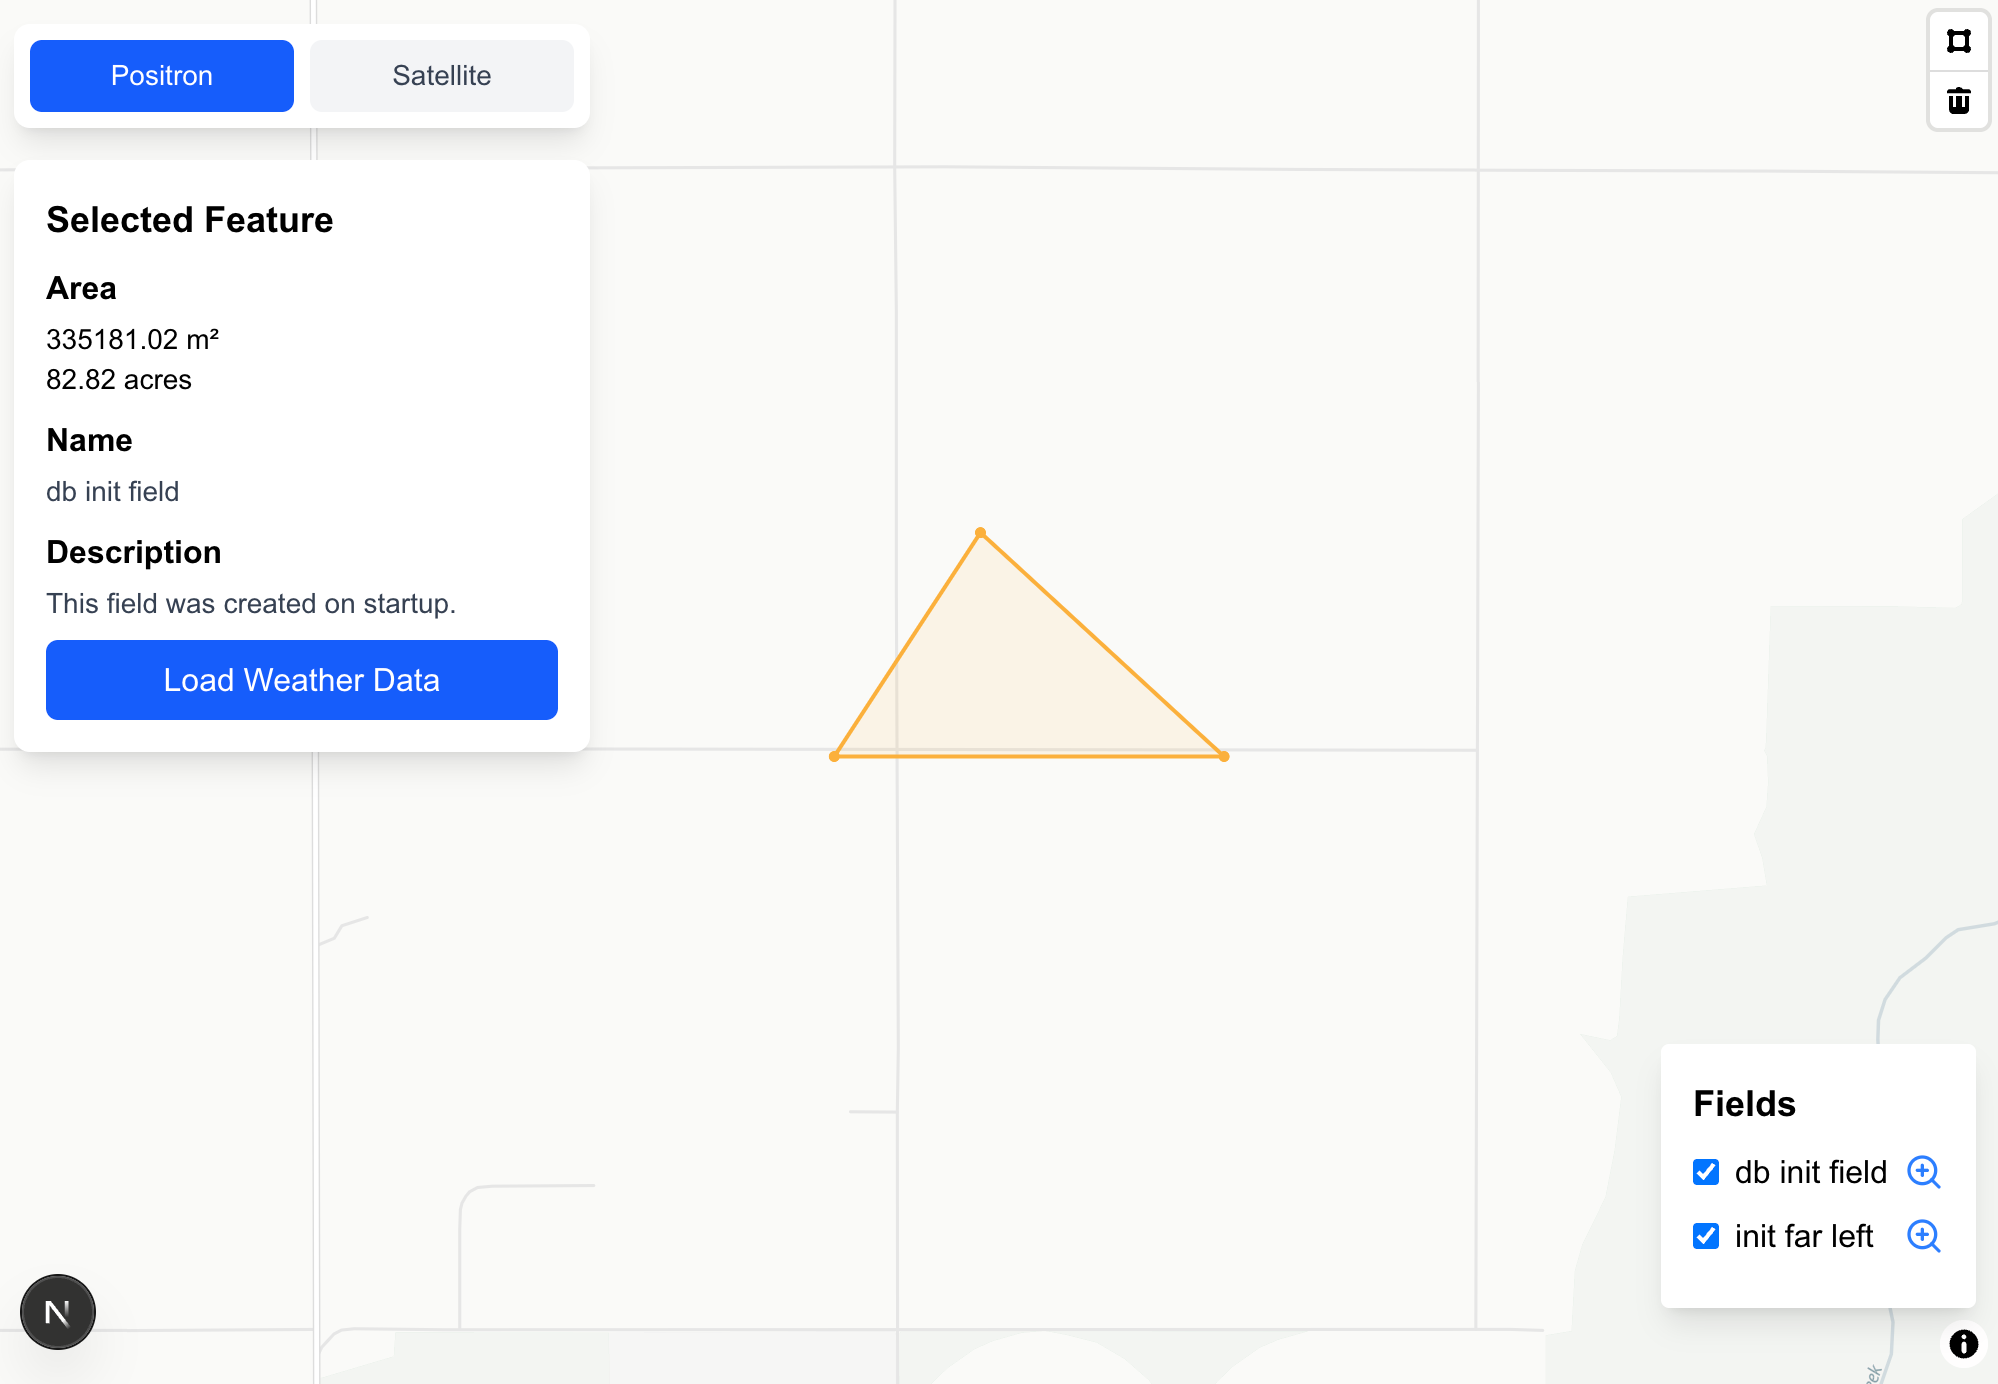 Positron
Satellite
Selected Feature
Area
335181.02 m²
82.82 acres
Name
db init field
Description
This field was created on startup.
Load Weather Data
Fields
db init field
init far left
N